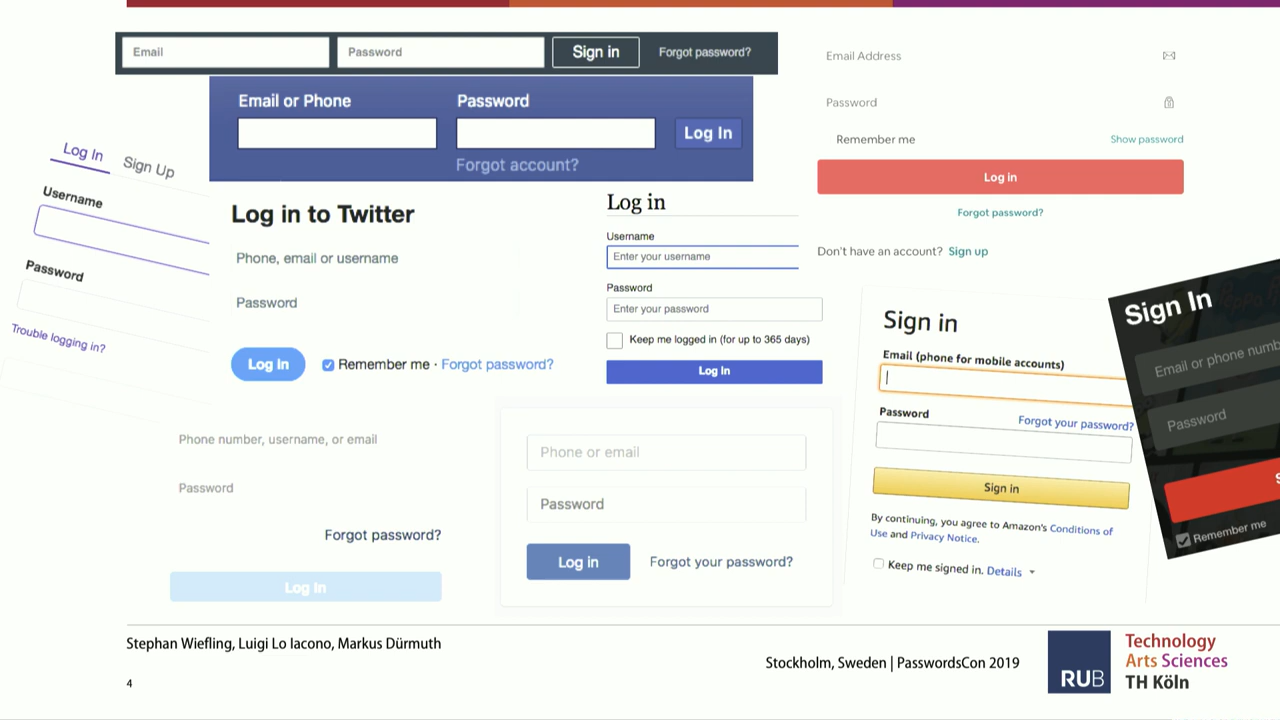 Email
Password
Sign in
Forgot password?
Email or Phone
Password
Log In
Forgot account?
Email Address
Password
Remember me
Show password
Log in
Forgot password?
Don't have an account? Sign up
Log In
Sign Up
Username
Password
Trouble logging in?
Log in to Twitter
Phone, email or username
Password
Log In
Remember me · Forgot password?
Log in
Username
Enter your username
Password
Enter your password
Keep me logged in (for up to 365 days)
Log In
Sign in
Email (phone for mobile accounts)
Password
Forgot your password?
Sign in
By continuing, you agree to Amazon's Conditions of
Use and Privacy Notice.
Keep me signed in. Details
Sign In
Email or phone numb
Password
S
Remember me
Phone number, username, or email
Password
Forgot password?
Log In
Phone or email
Password
Log in
Forgot your password?
Stephan Wiefling, Luigi Lo Iacono, Markus Dürmuth
4
Stockholm, Sweden | PasswordsCon 2019
RUB
Technology
Arts Sciences
TH Köln